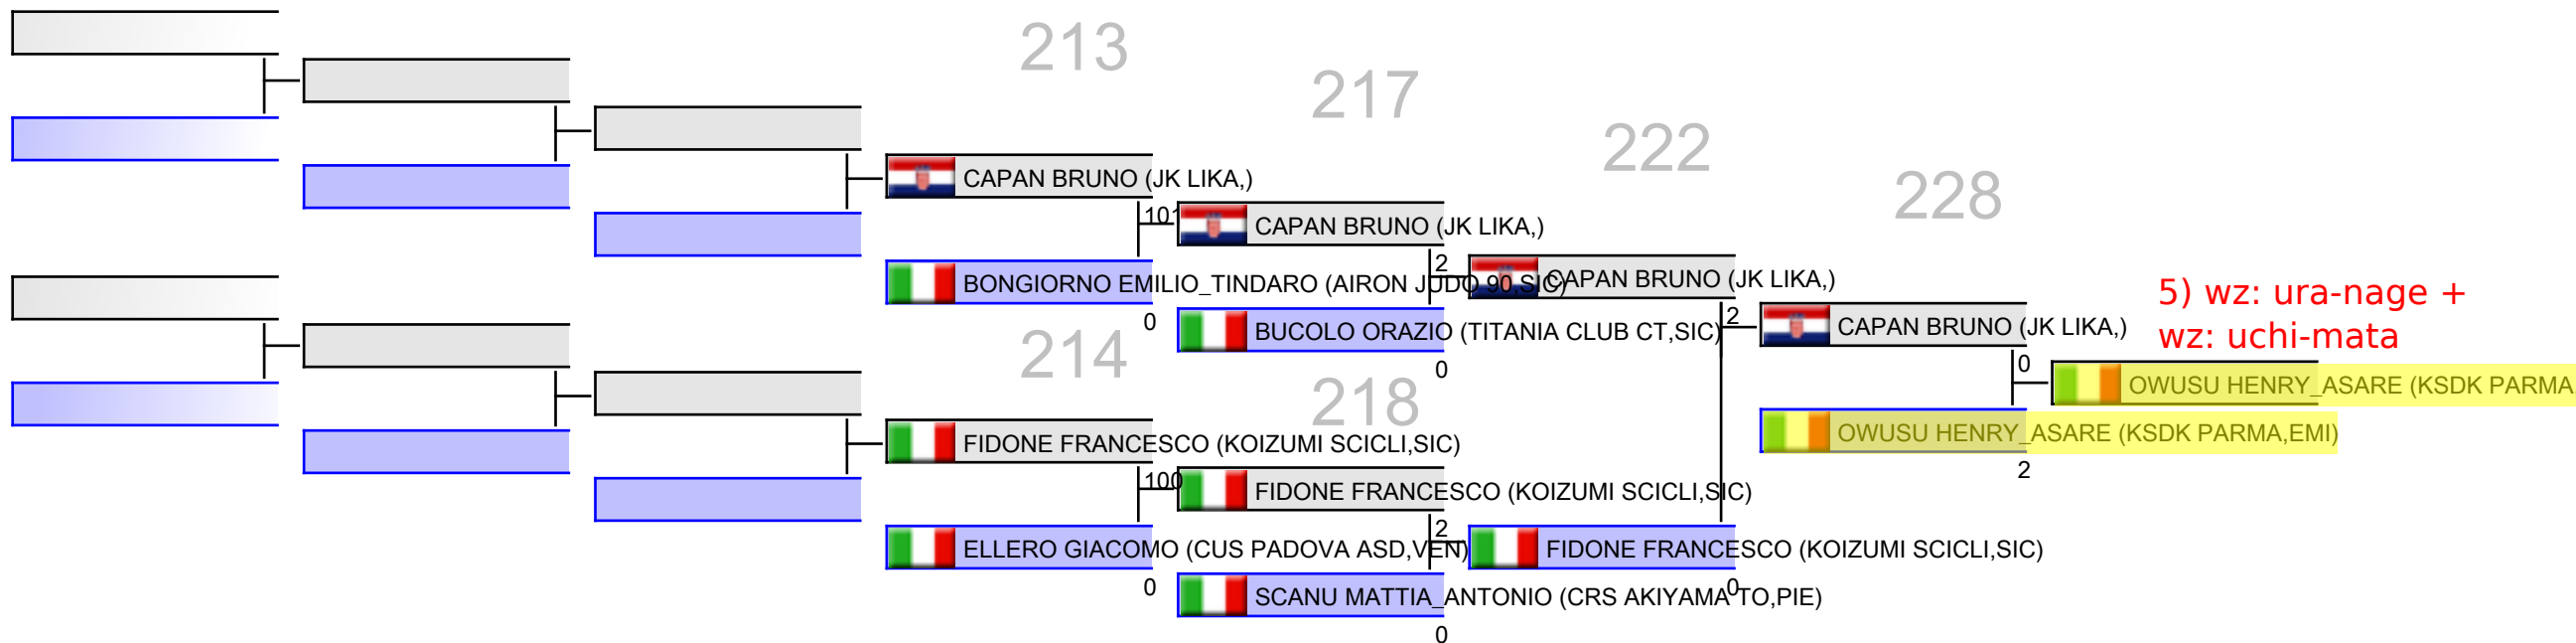 213
217
222
228
CAPAN BRUNO (JK LIKA,)
101
CAPAN BRUNO (JK LIKA,)
BONGIORNO EMILIO_TINDARO (AIRON JUDO 90,SIC)
0
2
CAPAN BRUNO (JK LIKA,)
BUCOLO ORAZIO (TITANIA CLUB CT,SIC)
0
2
CAPAN BRUNO (JK LIKA,)
5) wz: ura-nage +
wz: uchi-mata
0
OWUSU HENRY_ASARE (KSDK PARMA,
OWUSU HENRY_ASARE (KSDK PARMA,EMI)
2
214
218
FIDONE FRANCESCO (KOIZUMI SCICLI,SIC)
100
FIDONE FRANCESCO (KOIZUMI SCICLI,SIC)
ELLERO GIACOMO (CUS PADOVA ASD,VEN)
0
2
FIDONE FRANCESCO (KOIZUMI SCICLI,SIC)
0
SCANU MATTIA_ANTONIO (CRS AKIYAMA TO,PIE)
0